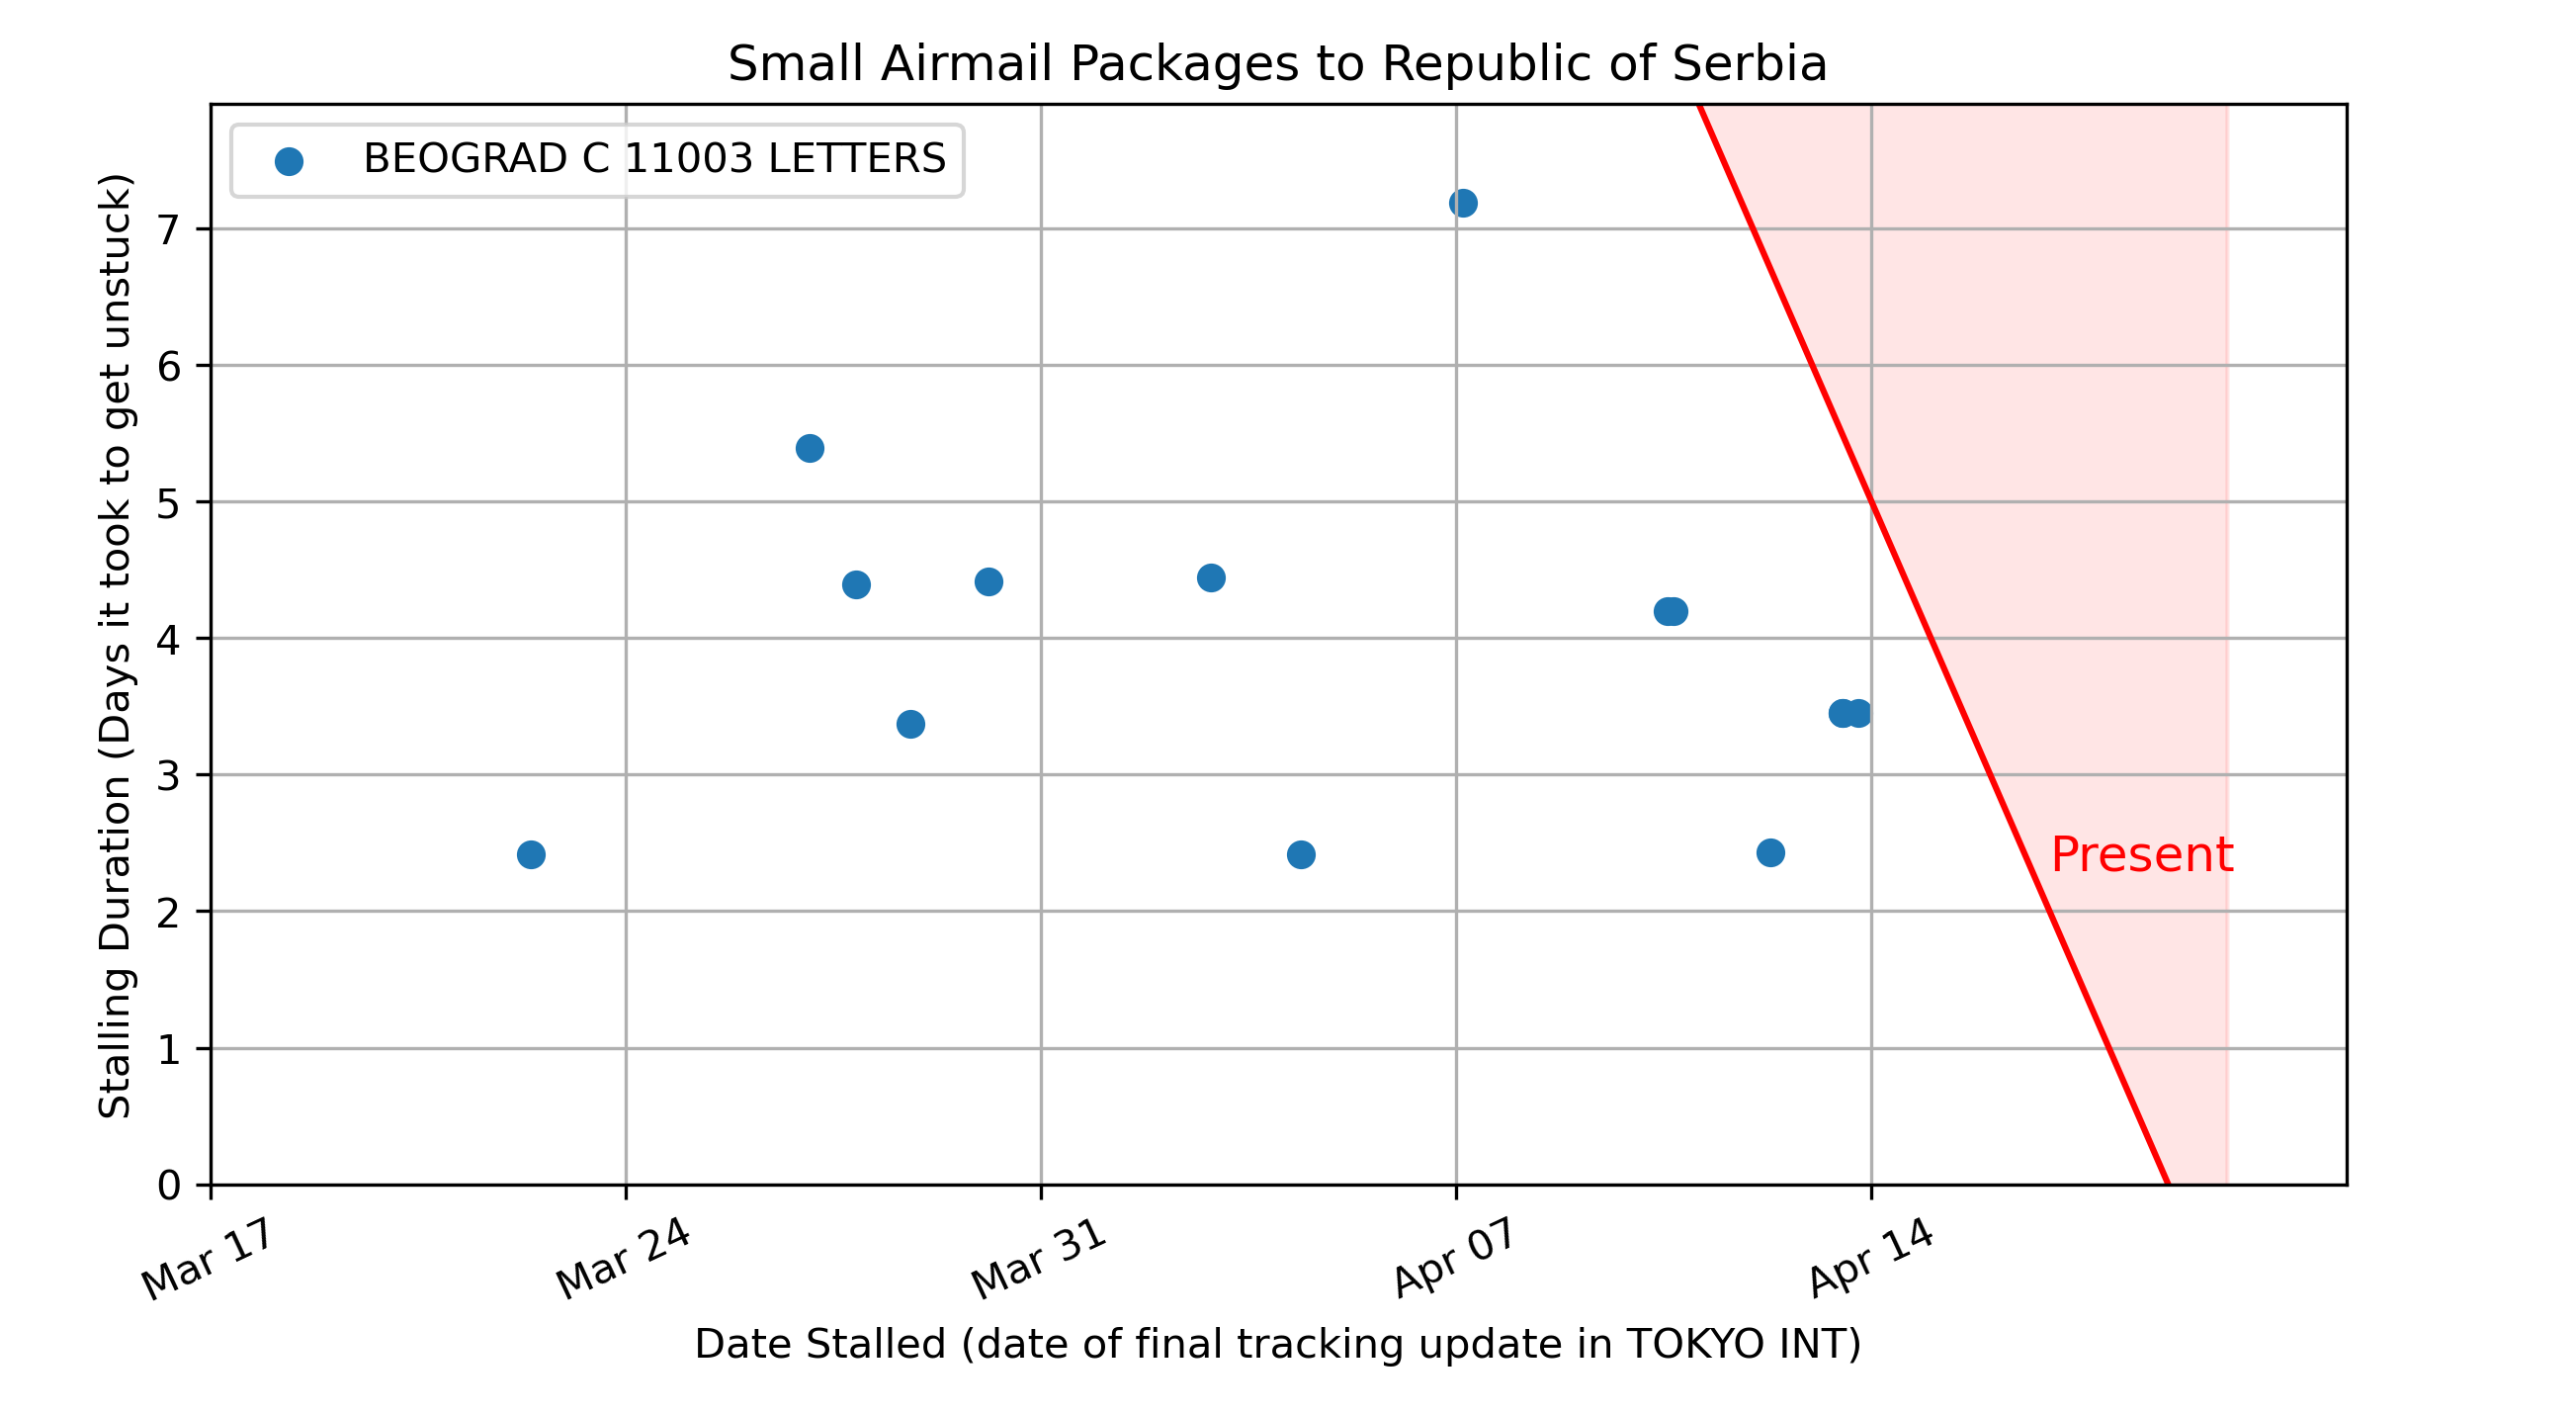 Small Airmail Packages to Republic of Serbia
BEOGRAD C 11003 LETTERS
Stalling Duration (Days it took to get unstuck)
7
6
5
4
3
2
1
0
Present
Mar 17
Mar 24
Mar 31
Apr 07
Apr 14
Date Stalled (date of final tracking update in TOKYO INT)